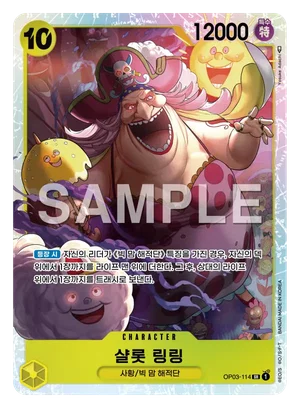 10
12000
특수
特
SAMPLE
등장 시 자신의 리더가 《빅 맘 해적단》 특징을 가진 경우, 자신의 덱
위에서 1장까지를 라이프 맨 위에 더한다. 그 후, 상대의 라이프
위에서 1장까지를 트래시로 보낸다.
CHARACTER
샬롯 링링
사황/빅 맘 해적단
OP03-114 SR 1